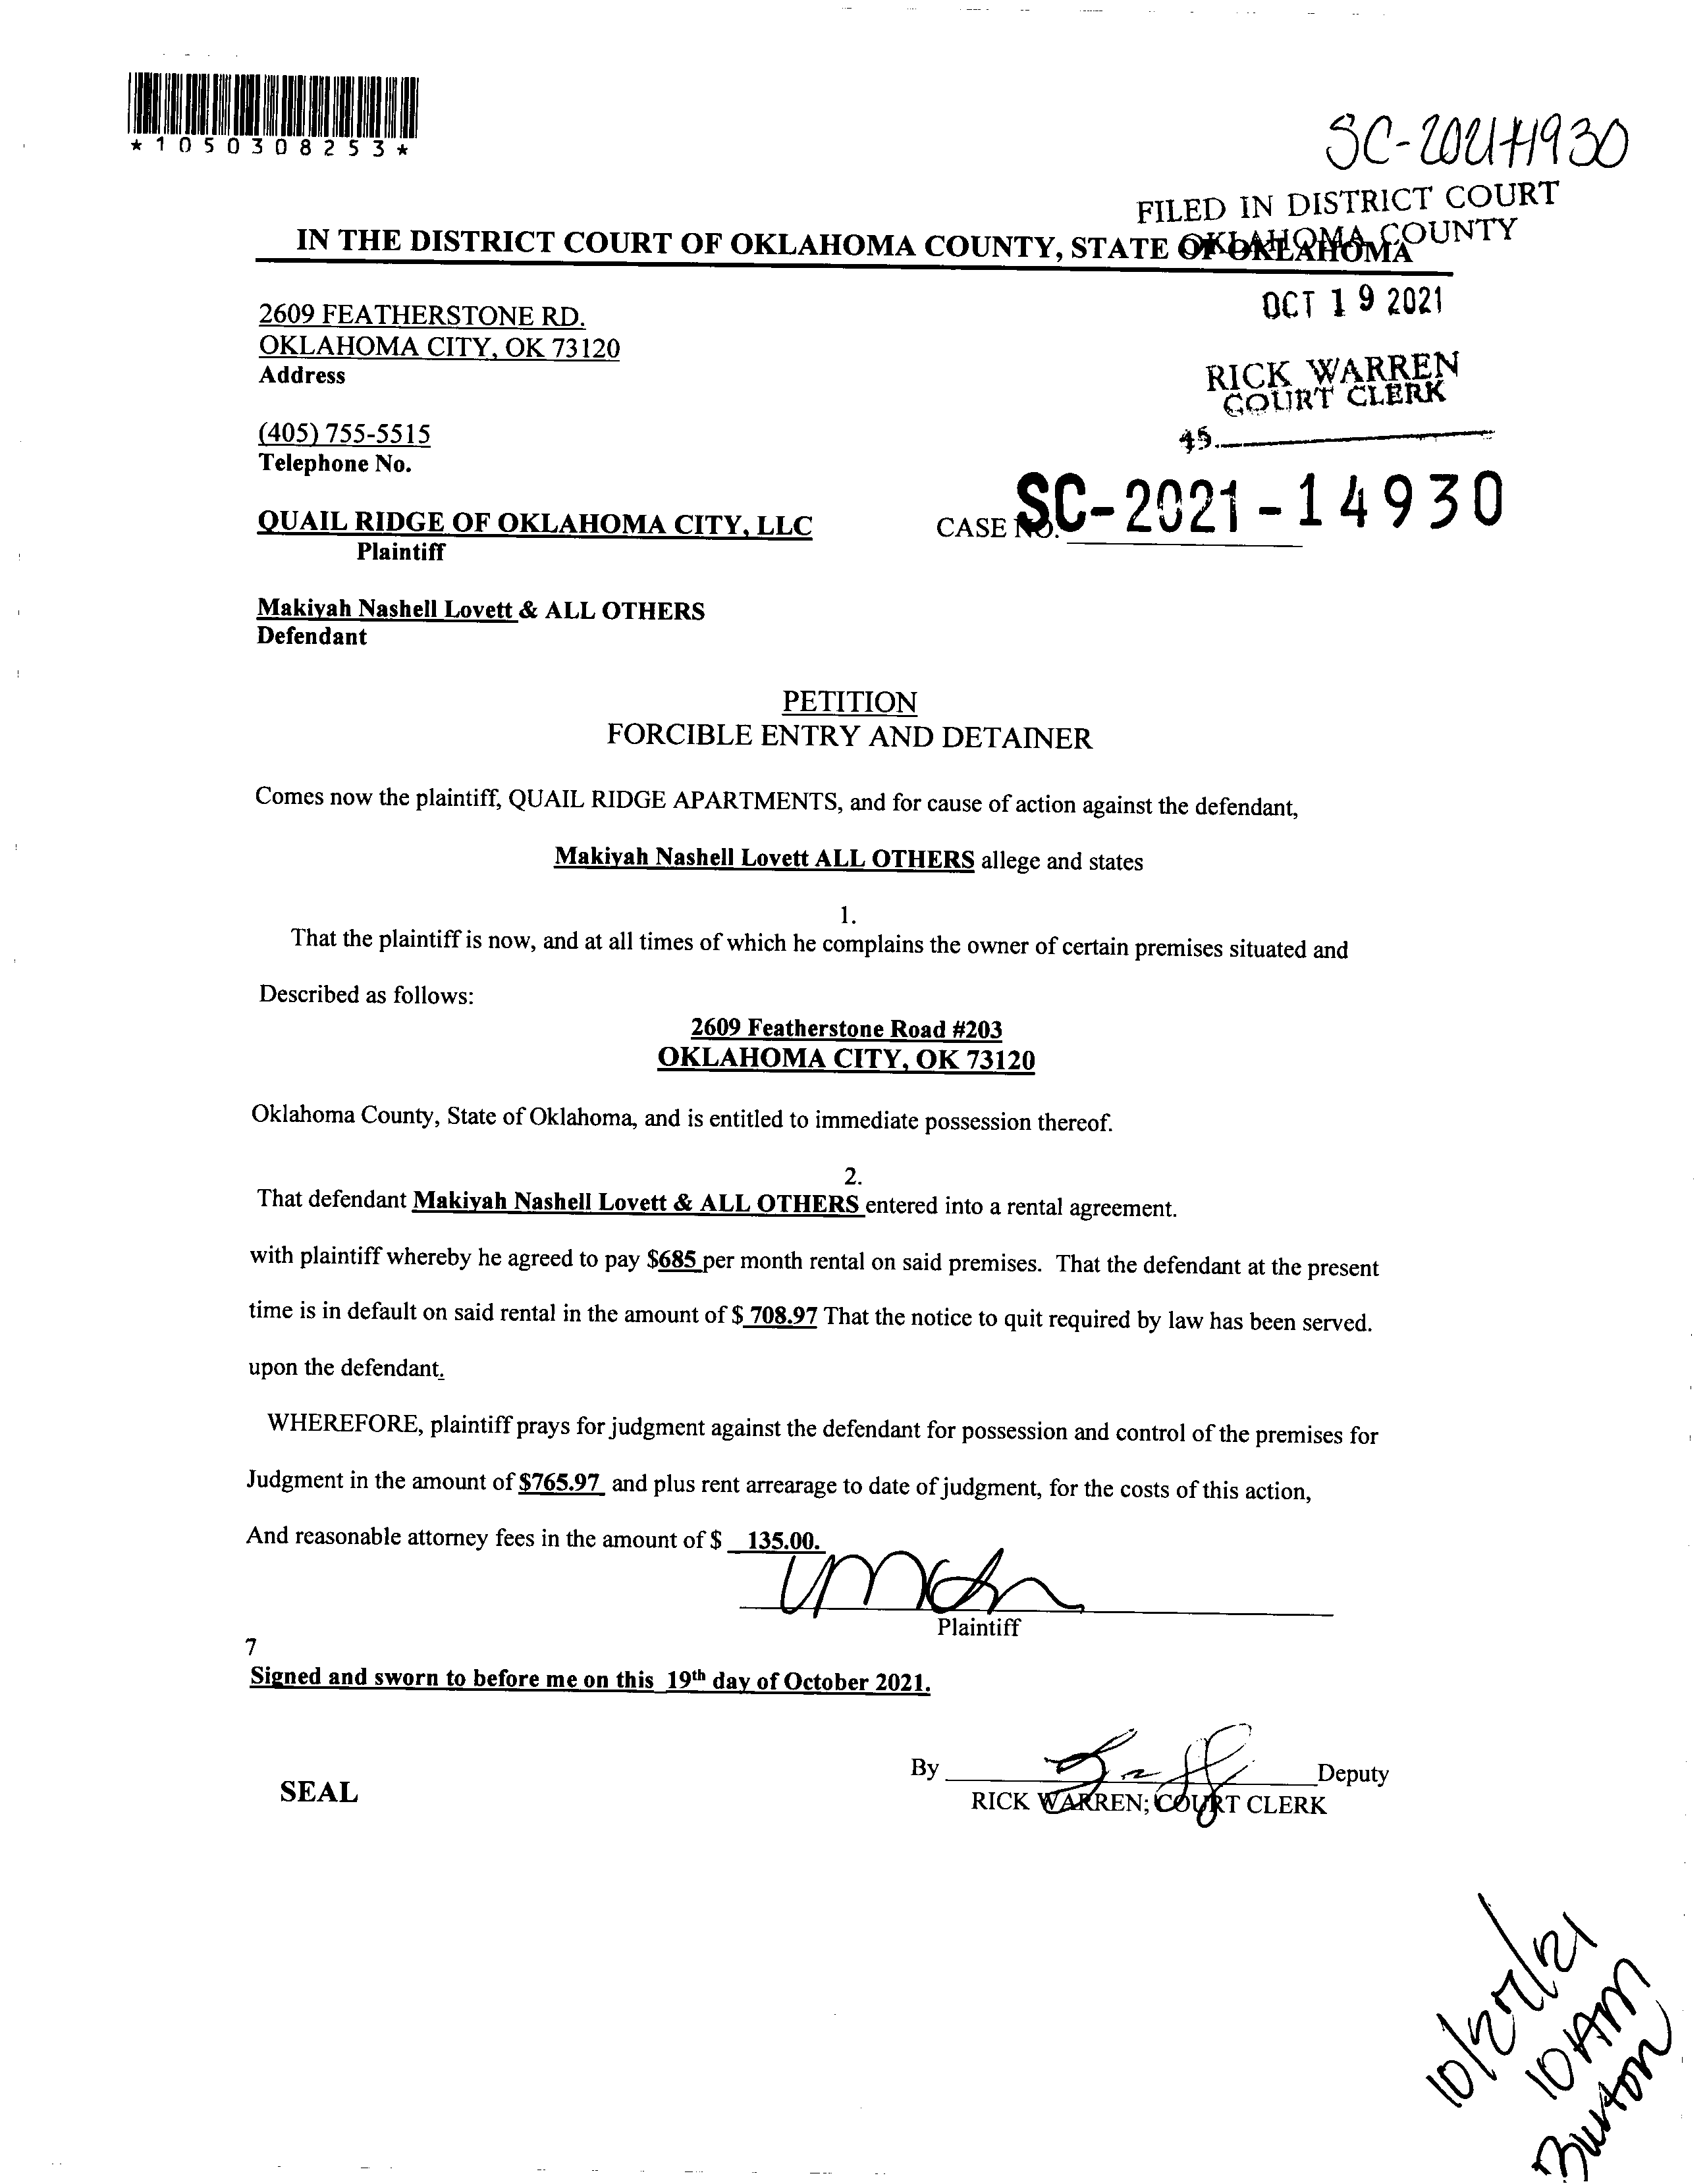 *1050308253*
SC-2021-14930
FILED IN DISTRICT COURT
OKLAHOMA COUNTY
IN THE DISTRICT COURT OF OKLAHOMA COUNTY, STATE OF OKLAHOMA
OCT 19 2021
2609 FEATHERSTONE RD.
OKLAHOMA CITY, OK 73120
Address
RICK WARREN
COURT CLERK
45.
(405) 755-5515
Telephone No.
QUAIL RIDGE OF OKLAHOMA CITY, LLC
Plaintiff
CASE NO. SC-2021-14930
Makiyah Nashell Lovett & ALL OTHERS
Defendant
PETITION
FORCIBLE ENTRY AND DETAINER
Comes now the plaintiff, QUAIL RIDGE APARTMENTS, and for cause of action against the defendant,
Makiyah Nashell Lovett ALL OTHERS allege and states
1.
That the plaintiff is now, and at all times of which he complains the owner of certain premises situated and
Described as follows:
2609 Featherstone Road #203
OKLAHOMA CITY, OK 73120
Oklahoma County, State of Oklahoma, and is entitled to immediate possession thereof.
2.
That defendant Makiyah Nashell Lovett & ALL OTHERS entered into a rental agreement.
with plaintiff whereby he agreed to pay $685 per month rental on said premises. That the defendant at the present
time is in default on said rental in the amount of $ 708.97 That the notice to quit required by law has been served.
upon the defendant.
WHEREFORE, plaintiff prays for judgment against the defendant for possession and control of the premises for
Judgment in the amount of $765.97 and plus rent arrearage to date of judgment, for the costs of this action,
And reasonable attorney fees in the amount of $ 135.00.
Plaintiff
7
Signed and sworn to before me on this 19th day of October 2021.
By Deputy
SEAL
RICK WARREN; COURT CLERK
10/27/21
10 AM
Burton